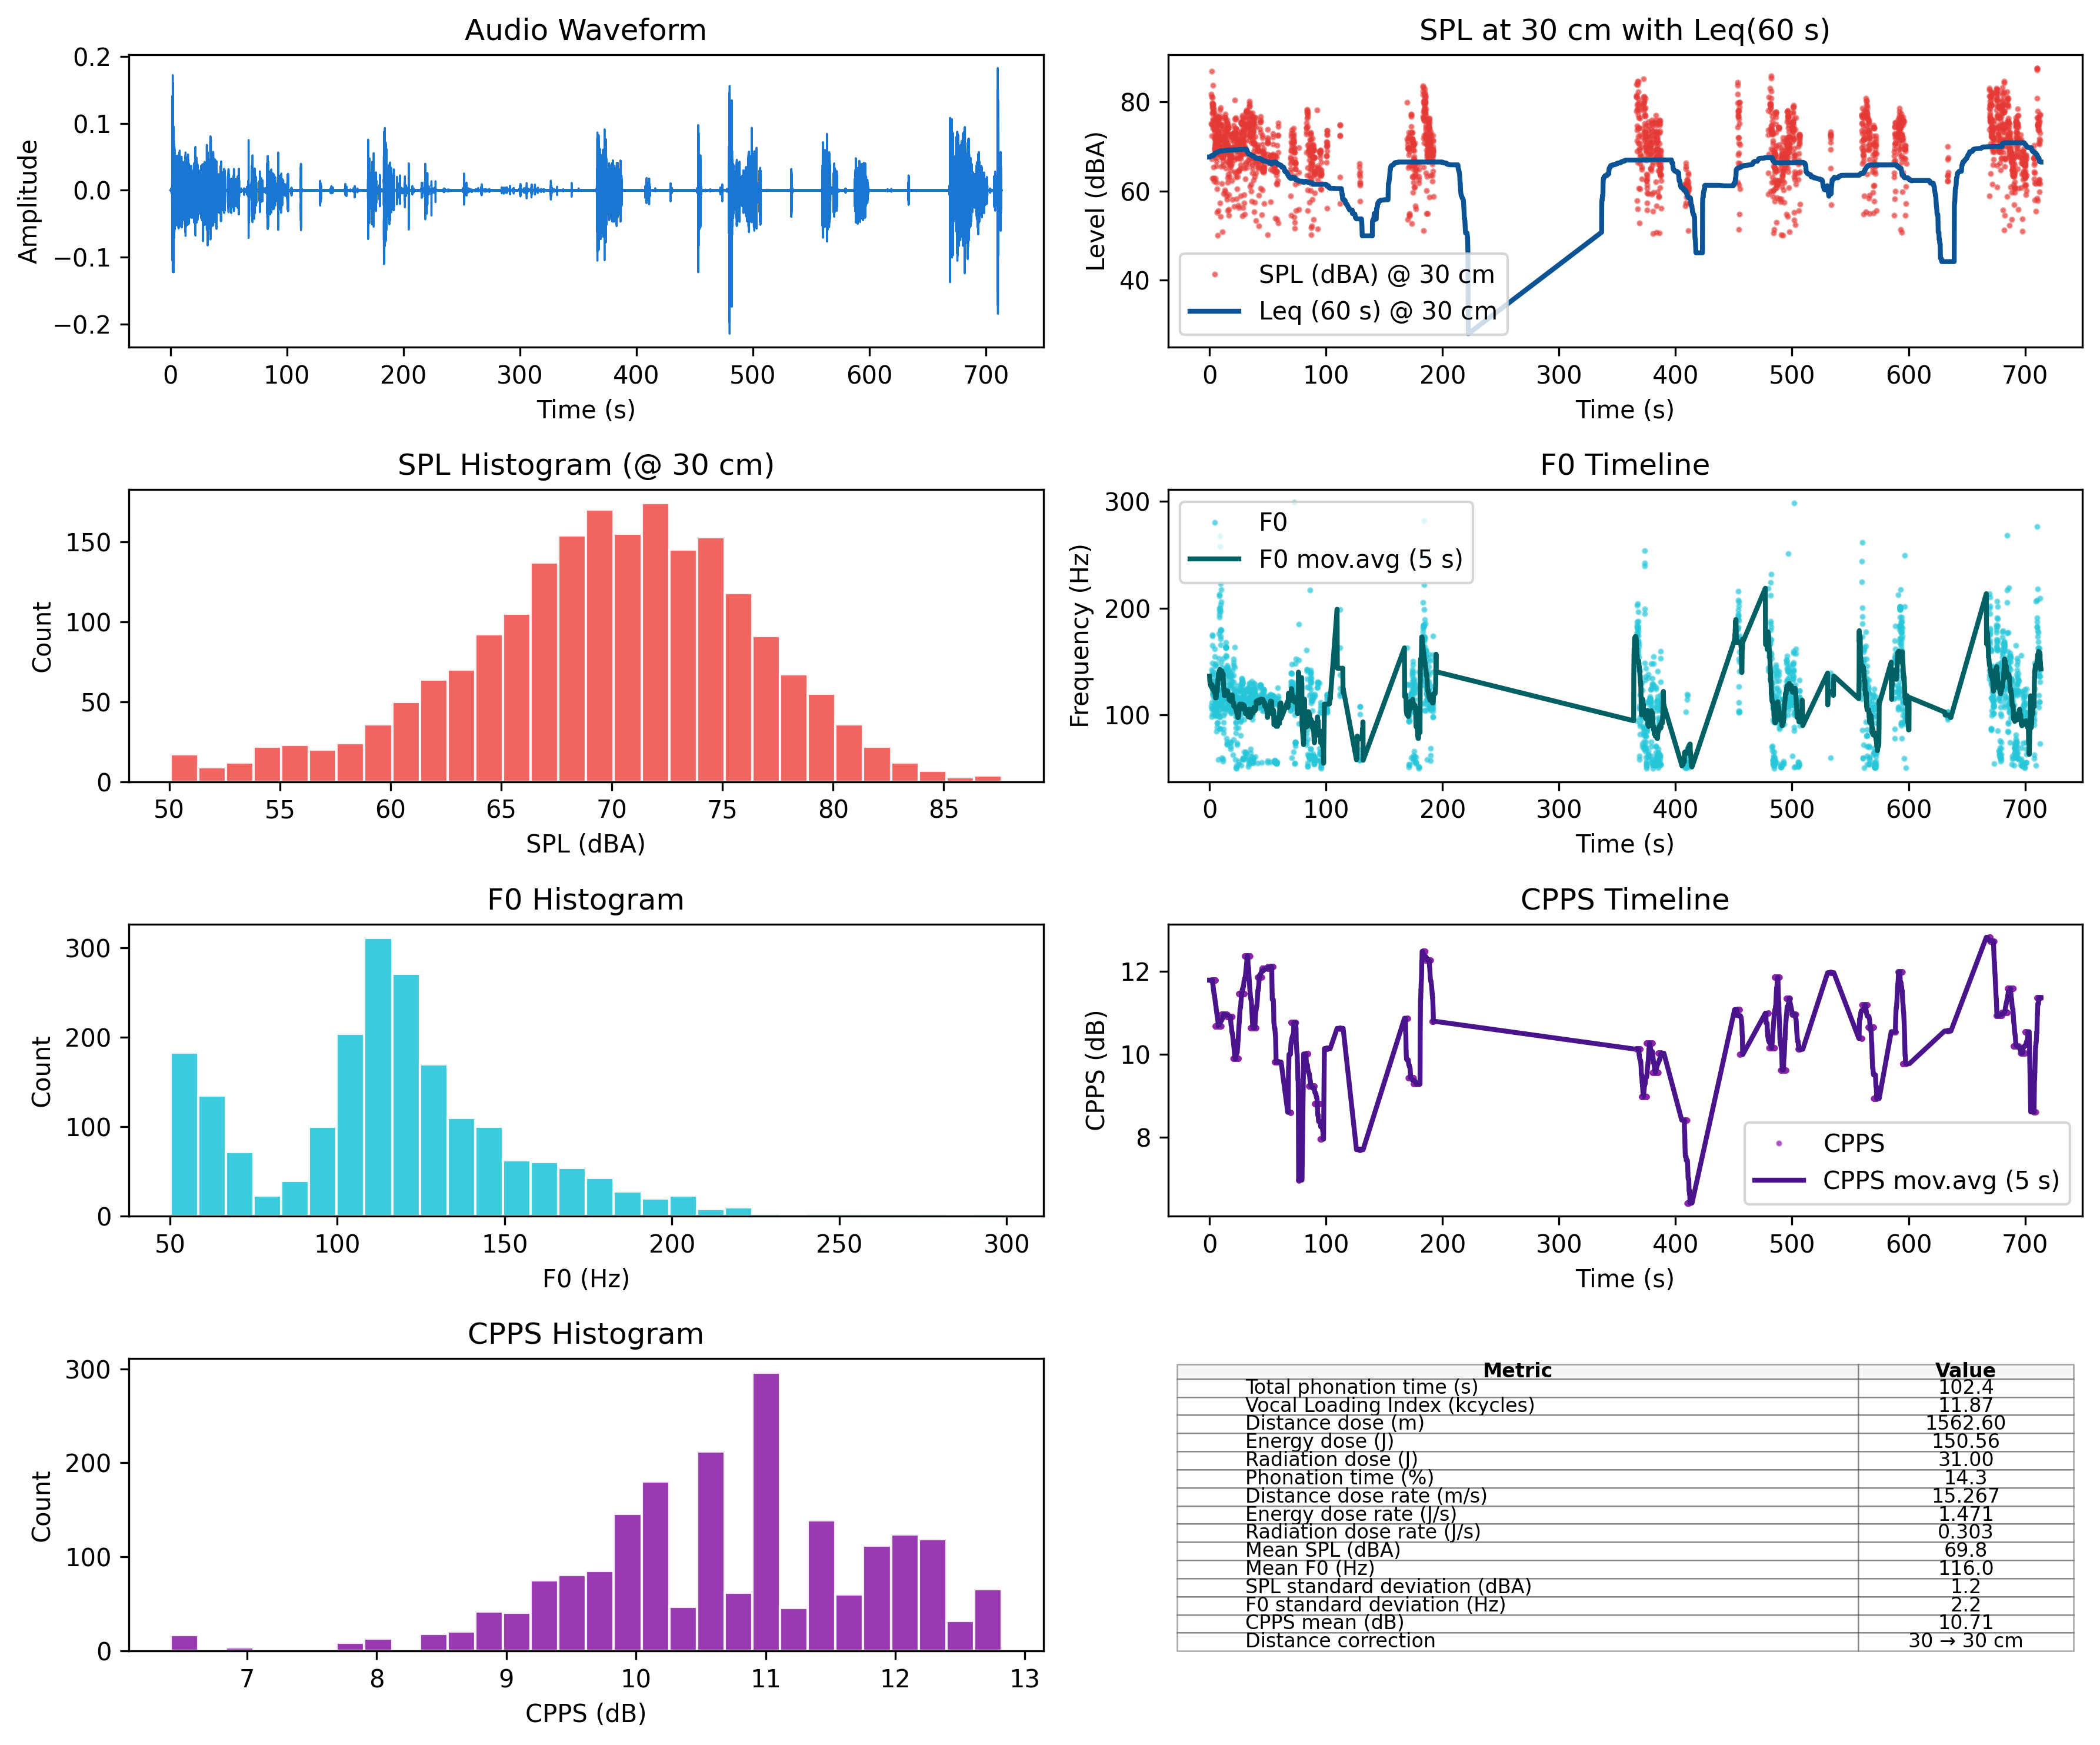 Audio Waveform
0.2
0.1
0.0
−0.1
−0.2
Amplitude
0 100 200 300 400 500 600 700
Time (s)
SPL at 30 cm with Leq(60 s)
80
60
40
Level (dBA)
SPL (dBA) @ 30 cm
Leq (60 s) @ 30 cm
0 100 200 300 400 500 600 700
Time (s)
SPL Histogram (@ 30 cm)
150
100
50
0
Count
50 55 60 65 70 75 80 85
SPL (dBA)
F0 Timeline
300
200
100
Frequency (Hz)
F0
F0 mov.avg (5 s)
0 100 200 300 400 500 600 700
Time (s)
F0 Histogram
300
200
100
0
Count
50 100 150 200 250 300
F0 (Hz)
CPPS Timeline
12
10
8
CPPS (dB)
CPPS
CPPS mov.avg (5 s)
0 100 200 300 400 500 600 700
Time (s)
CPPS Histogram
300
200
100
0
Count
7 8 9 10 11 12 13
CPPS (dB)
Metric Value
Total phonation time (s) 102.4
Vocal Loading Index (kcycles) 11.87
Distance dose (m) 1562.60
Energy dose (J) 150.56
Radiation dose (J) 31.00
Phonation time (%) 14.3
Distance dose rate (m/s) 15.267
Energy dose rate (J/s) 1.471
Radiation dose rate (J/s) 0.303
Mean SPL (dBA) 69.8
Mean F0 (Hz) 116.0
SPL standard deviation (dBA) 1.2
F0 standard deviation (Hz) 2.2
CPPS mean (dB) 10.71
Distance correction 30 → 30 cm